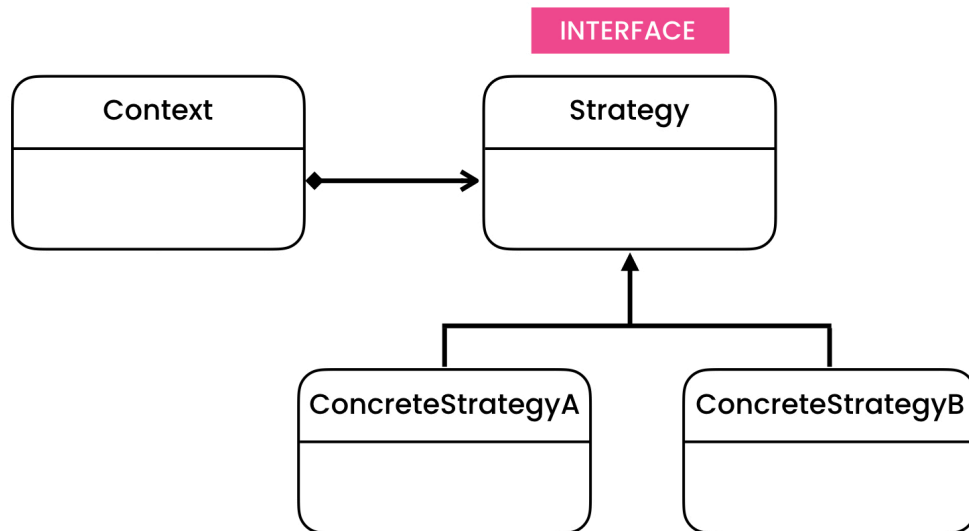 INTERFACE
Context
Strategy
ConcreteStrategyA
ConcreteStrategyB